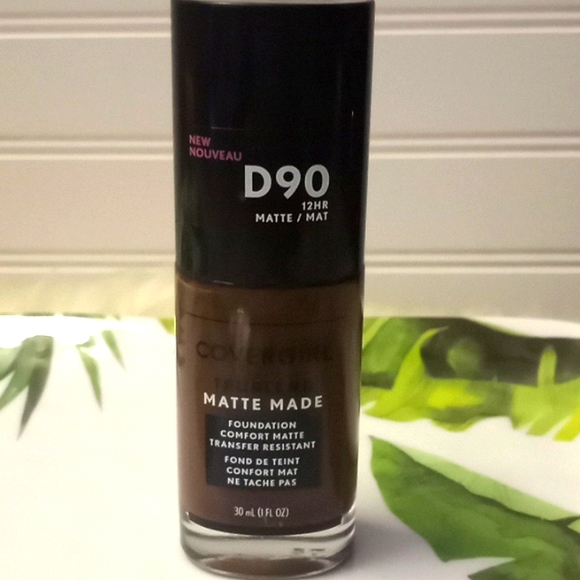 NEW
NOUVEAU
D90
12HR
MATTE / MAT
COVERGIRL
TRUBLEND
MATTE MADE
FOUNDATION
COMFORT MATTE
TRANSFER RESISTANT
FOND DE TEINT
CONFORT MAT
NE TACHE PAS
30 mL (1 FL OZ)